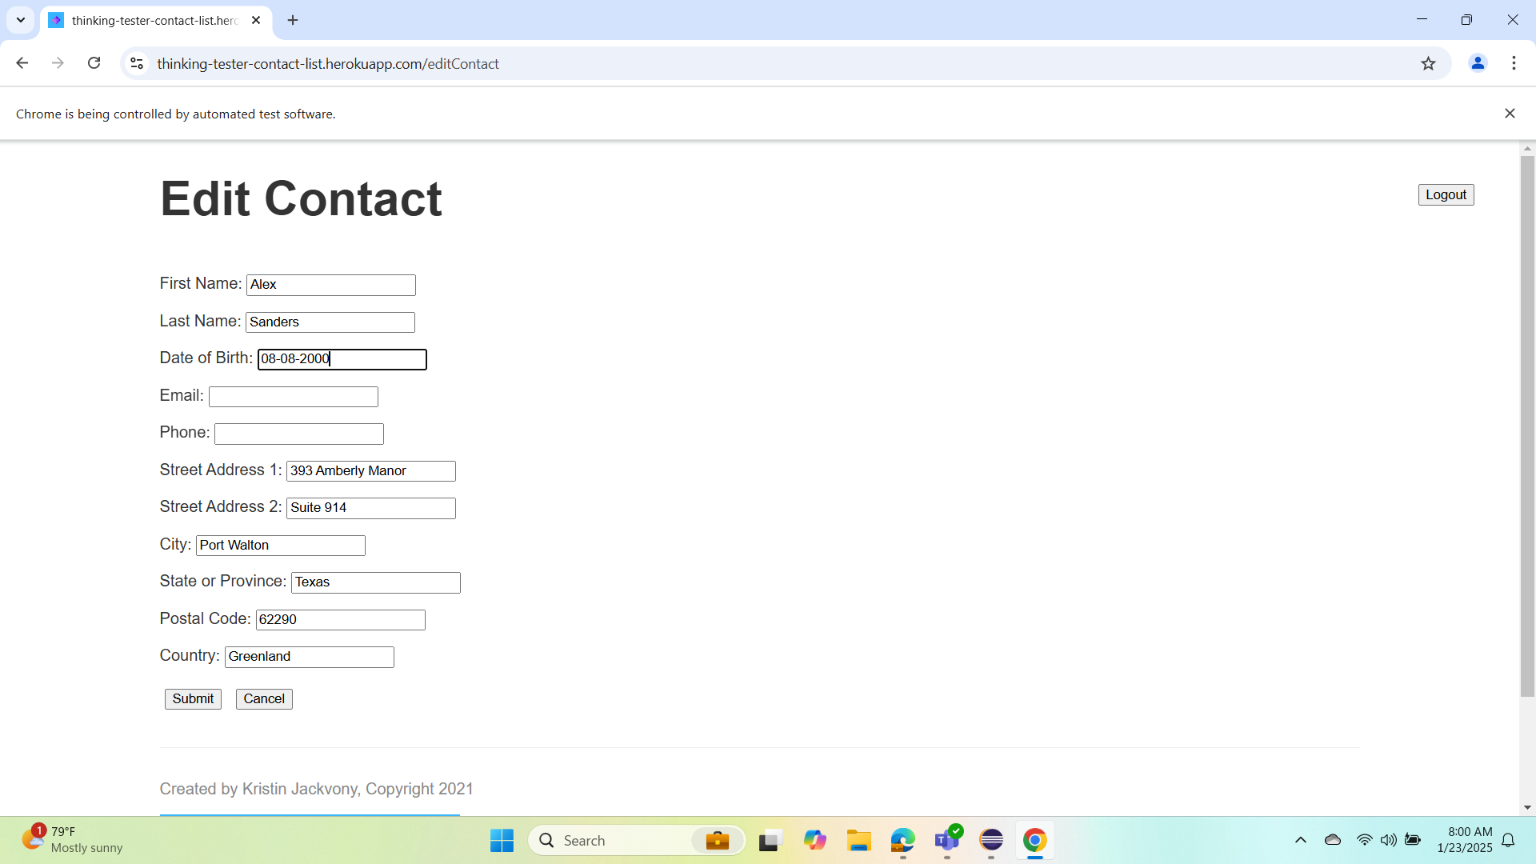 thinking-tester-contact-list.hero
thinking-tester-contact-list.herokuapp.com/editContact
Chrome is being controlled by automated test software.
Edit Contact
Logout
First Name: Alex
Last Name: Sanders
Date of Birth: 08-08-2000
Email:
Phone:
Street Address 1: 393 Amberly Manor
Street Address 2: Suite 914
City: Port Walton
State or Province: Texas
Postal Code: 62290
Country: Greenland
Submit Cancel
Created by Kristin Jackvony, Copyright 2021
1 79°F
Mostly sunny
Search
8:00 AM
1/23/2025